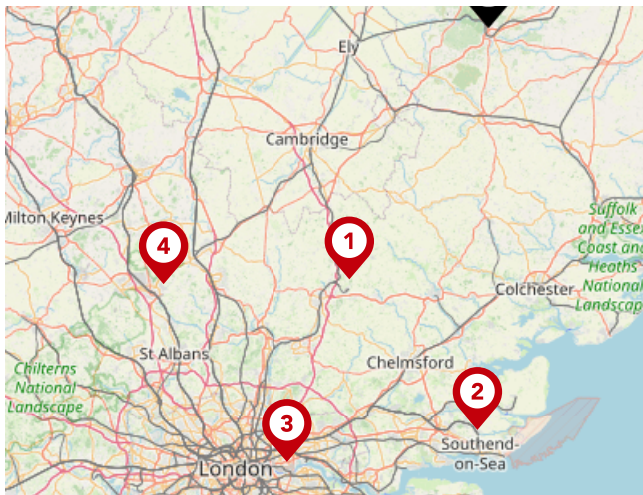 Ely
Cambridge
Milton Keynes
Suffolk
and Essex
Coast and
Heaths
National
Landscape
4
1
Colchester
St Albans
Chelmsford
Chilterns
National
Landscape
2
3
Southend-
on-Sea
London